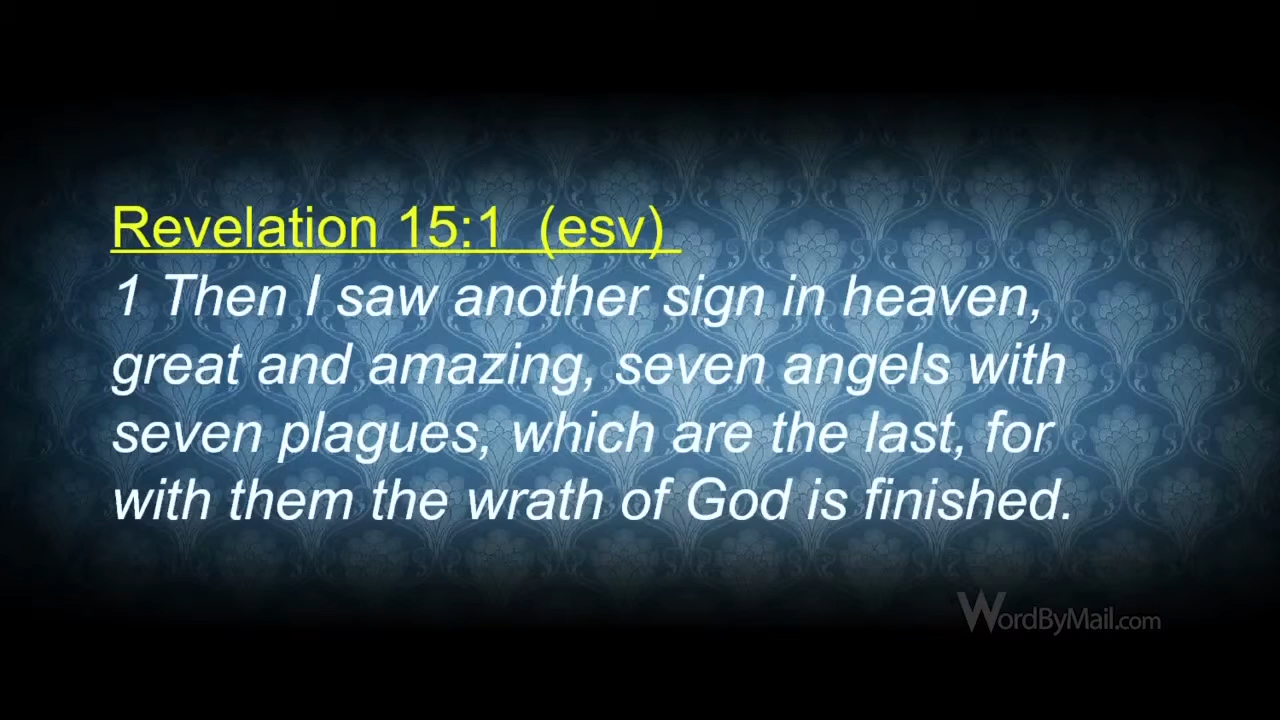 Revelation 15:1 (esv)
1 Then I saw another sign in heaven,
great and amazing, seven angels with
seven plagues, which are the last, for
with them the wrath of God is finished.
WordByMail.com